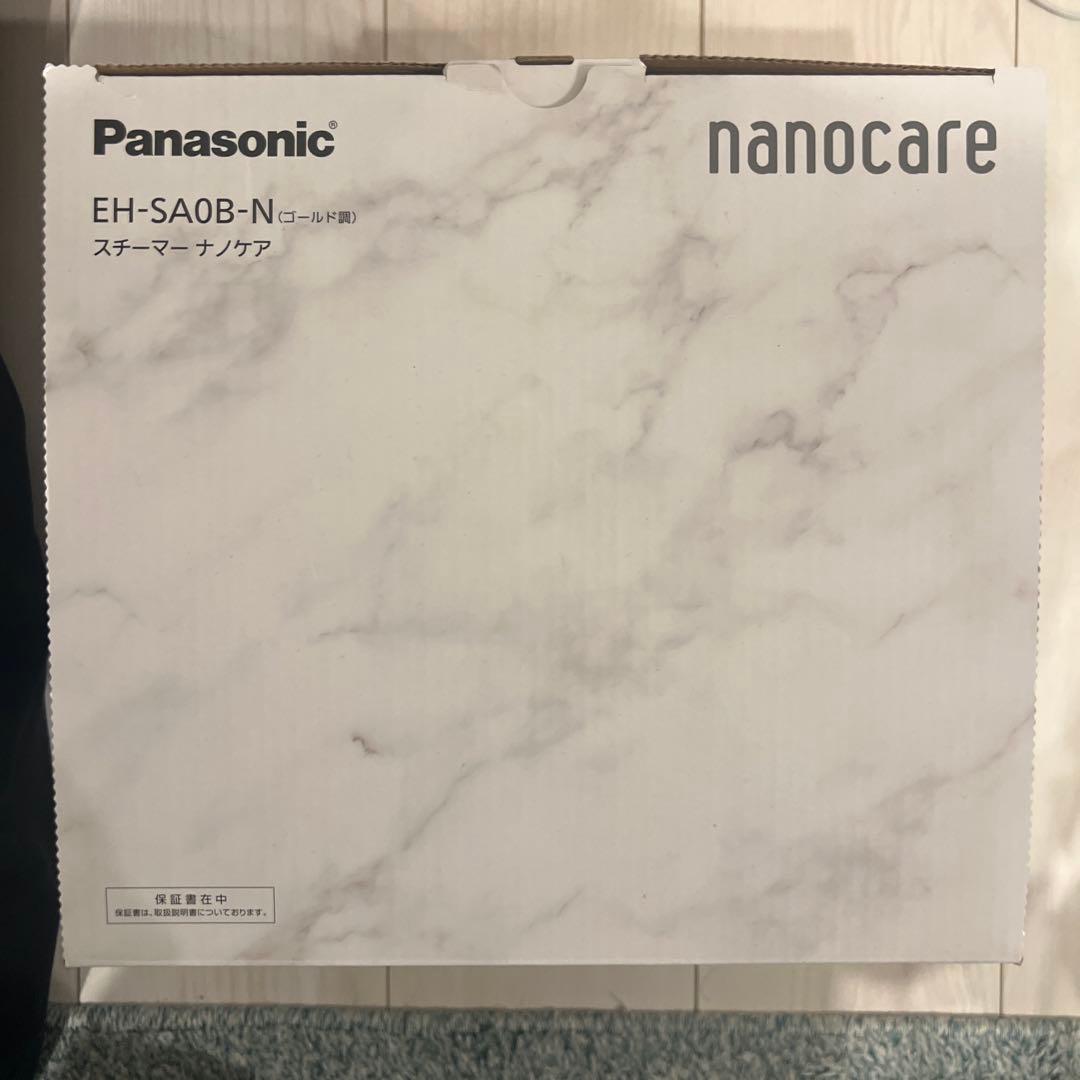 Panasonic®
nanocare
EH-SA0B-N(ゴールド調)
スチーマー ナノケア
保証書在中
保証書は、取扱説明書についております。